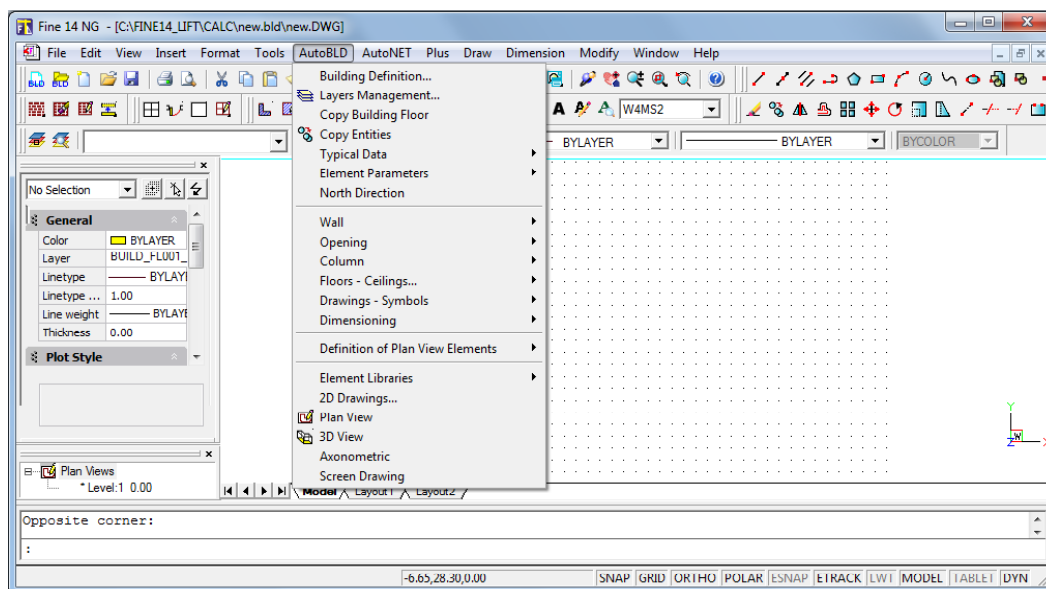 Fine 14 NG - [C:\FINE14_LIFT\CALC\new.bld\new.DWG]
File Edit View Insert Format Tools AutoBLD AutoNET Plus Draw Dimension Modify Window Help
BLD BLD
A A A W4MS2
BYLAYER BYLAYER BYCOLOR
Building Definition...
Layers Management...
Copy Building Floor
Copy Entities
Typical Data
Element Parameters
North Direction
Wall
Opening
Column
Floors - Ceilings...
Drawings - Symbols
Dimensioning
Definition of Plan View Elements
Element Libraries
2D Drawings...
Plan View
3D View
Axonometric
Screen Drawing
No Selection
General
Color BYLAYER
Layer BUILD_FL001_
Linetype BYLAYE
Linetype ... 1.00
Line weight BYLAYE
Thickness 0.00
Plot Style
Plan Views
* Level:1 0.00
Model Layout1 Layout2
Y
W
Z X
Opposite corner:
:
-6.65,28.30,0.00 SNAP GRID ORTHO POLAR ESNAP ETRACK LWT MODEL TABLET DYN